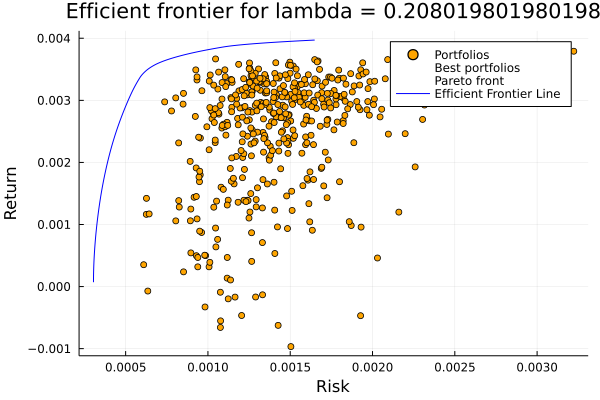 Efficient frontier for lambda = 0.208019801980198
0.004
0.003
0.002
0.001
0.000
−0.001
Return
Portfolios
Best portfolios
Pareto front
Efficient Frontier Line
0.0005
0.0010
0.0015
0.0020
0.0025
0.0030
Risk